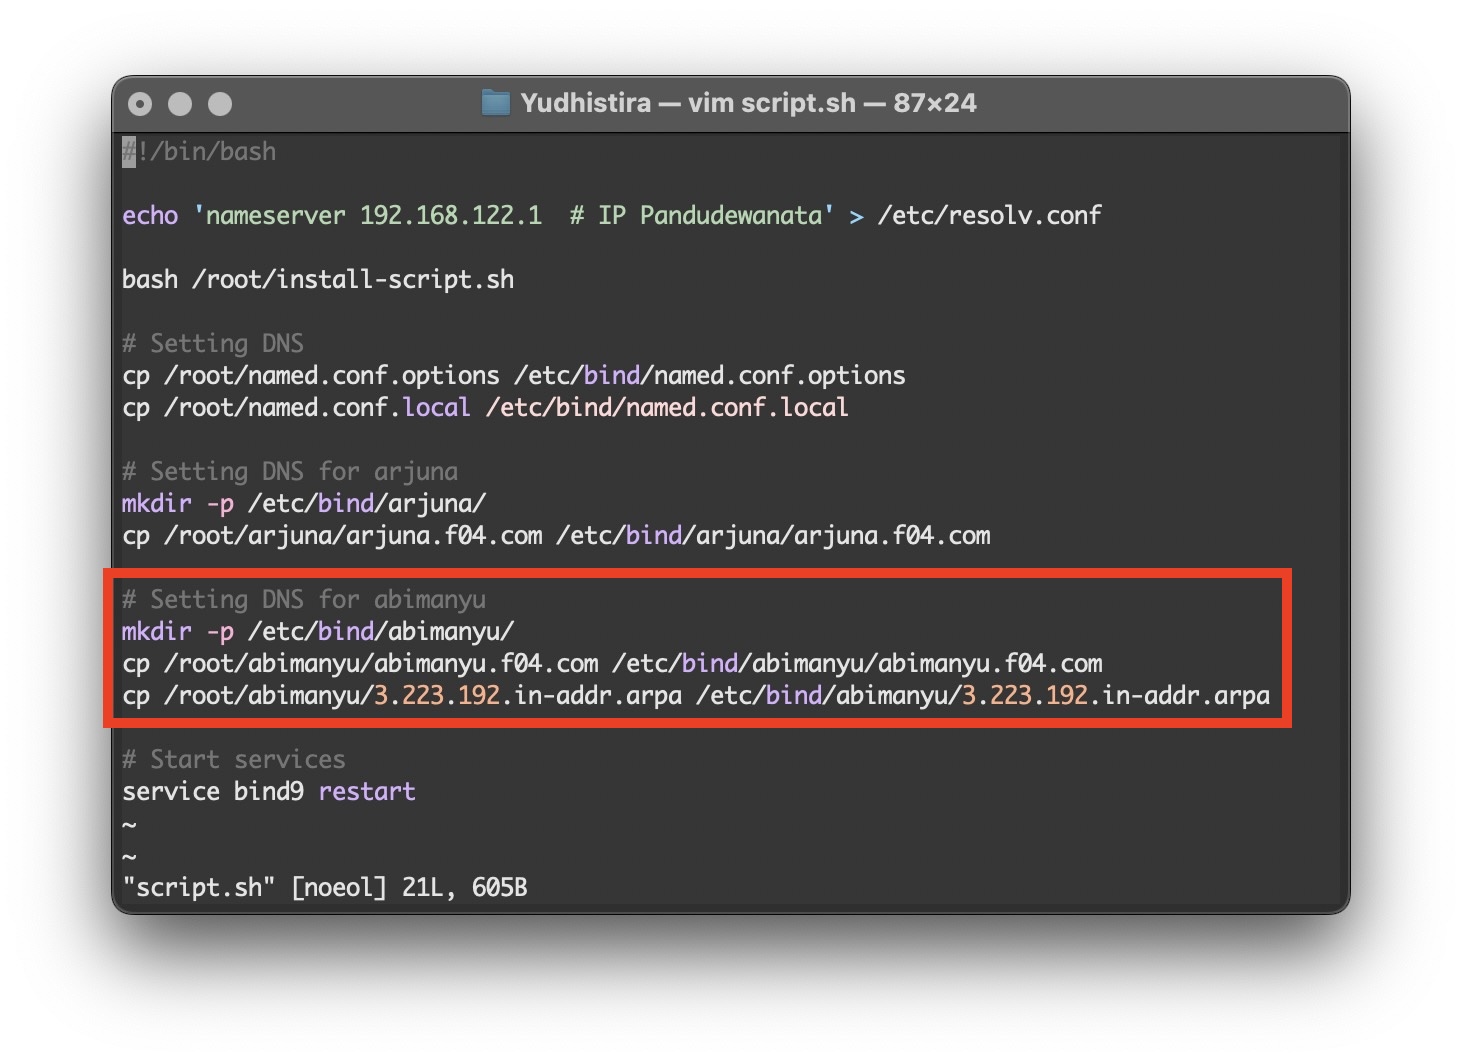 Yudhistira — vim script.sh — 87×24
#!/bin/bash
echo 'nameserver 192.168.122.1  # IP Pandudewanata' > /etc/resolv.conf
bash /root/install-script.sh
# Setting DNS
cp /root/named.conf.options /etc/bind/named.conf.options
cp /root/named.conf.local /etc/bind/named.conf.local
# Setting DNS for arjuna
mkdir -p /etc/bind/arjuna/
cp /root/arjuna/arjuna.f04.com /etc/bind/arjuna/arjuna.f04.com
# Setting DNS for abimanyu
mkdir -p /etc/bind/abimanyu/
cp /root/abimanyu/abimanyu.f04.com /etc/bind/abimanyu/abimanyu.f04.com
cp /root/abimanyu/3.223.192.in-addr.arpa /etc/bind/abimanyu/3.223.192.in-addr.arpa
# Start services
service bind9 restart
~
~
"script.sh" [noeol] 21L, 605B